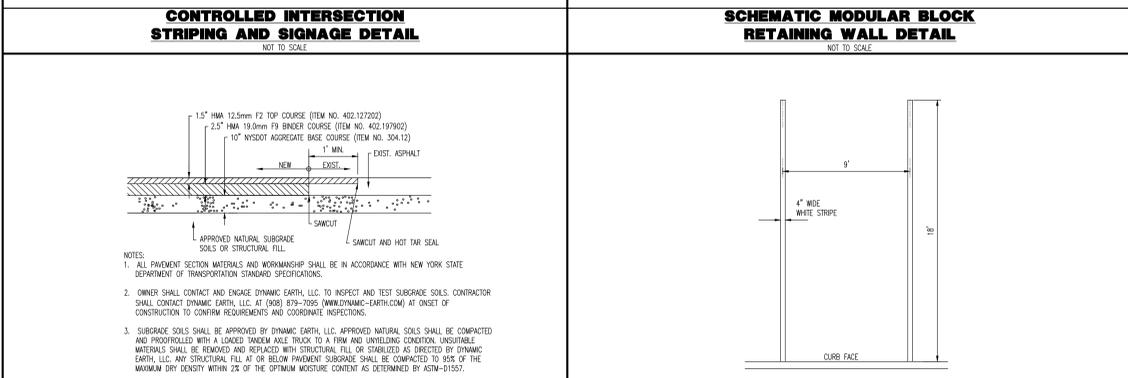 CONTROLLED INTERSECTION
STRIPING AND SIGNAGE DETAIL
NOT TO SCALE
1.5" HMA 12.5mm F2 TOP COURSE (ITEM NO. 402.127202)
2.5" HMA 19.0mm F9 BINDER COURSE (ITEM NO. 402.197902)
10" NYSDOT AGGREGATE BASE COURSE (ITEM NO. 304.12)
1' MIN.
EXIST. ASPHALT
NEW
EXIST.
SAWCUT
APPROVED NATURAL SUBGRADE
SOILS OR STRUCTURAL FILL.
SAWCUT AND HOT TAR SEAL
NOTES:
1. ALL PAVEMENT SECTION MATERIALS AND WORKMANSHIP SHALL BE IN ACCORDANCE WITH NEW YORK STATE
DEPARTMENT OF TRANSPORTATION STANDARD SPECIFICATIONS.
2. OWNER SHALL CONTACT AND ENGAGE DYNAMIC EARTH, LLC. TO INSPECT AND TEST SUBGRADE SOILS. CONTRACTOR
SHALL CONTACT DYNAMIC EARTH, LLC. AT (908) 879-7095 (WWW.DYNAMIC-EARTH.COM) AT ONSET OF
CONSTRUCTION TO CONFIRM REQUIREMENTS AND COORDINATE INSPECTIONS.
3. SUBGRADE SOILS SHALL BE APPROVED BY DYNAMIC EARTH, LLC. APPROVED NATURAL SOILS SHALL BE COMPACTED
AND PROOFROLLED WITH A LOADED TANDEM AXLE TRUCK TO A FIRM AND UNYIELDING CONDITION. UNSUITABLE
MATERIALS SHALL BE REMOVED AND REPLACED WITH STRUCTURAL FILL OR STABILIZED AS DIRECTED BY DYNAMIC
EARTH, LLC. ANY STRUCTURAL FILL AT OR BELOW PAVEMENT SUBGRADE SHALL BE COMPACTED TO 95% OF THE
MAXIMUM DRY DENSITY WITHIN 2% OF THE OPTIMUM MOISTURE CONTENT AS DETERMINED BY ASTM-D1557.
SCHEMATIC MODULAR BLOCK
RETAINING WALL DETAIL
NOT TO SCALE
9'
4" WIDE
WHITE STRIPE
18'
CURB FACE